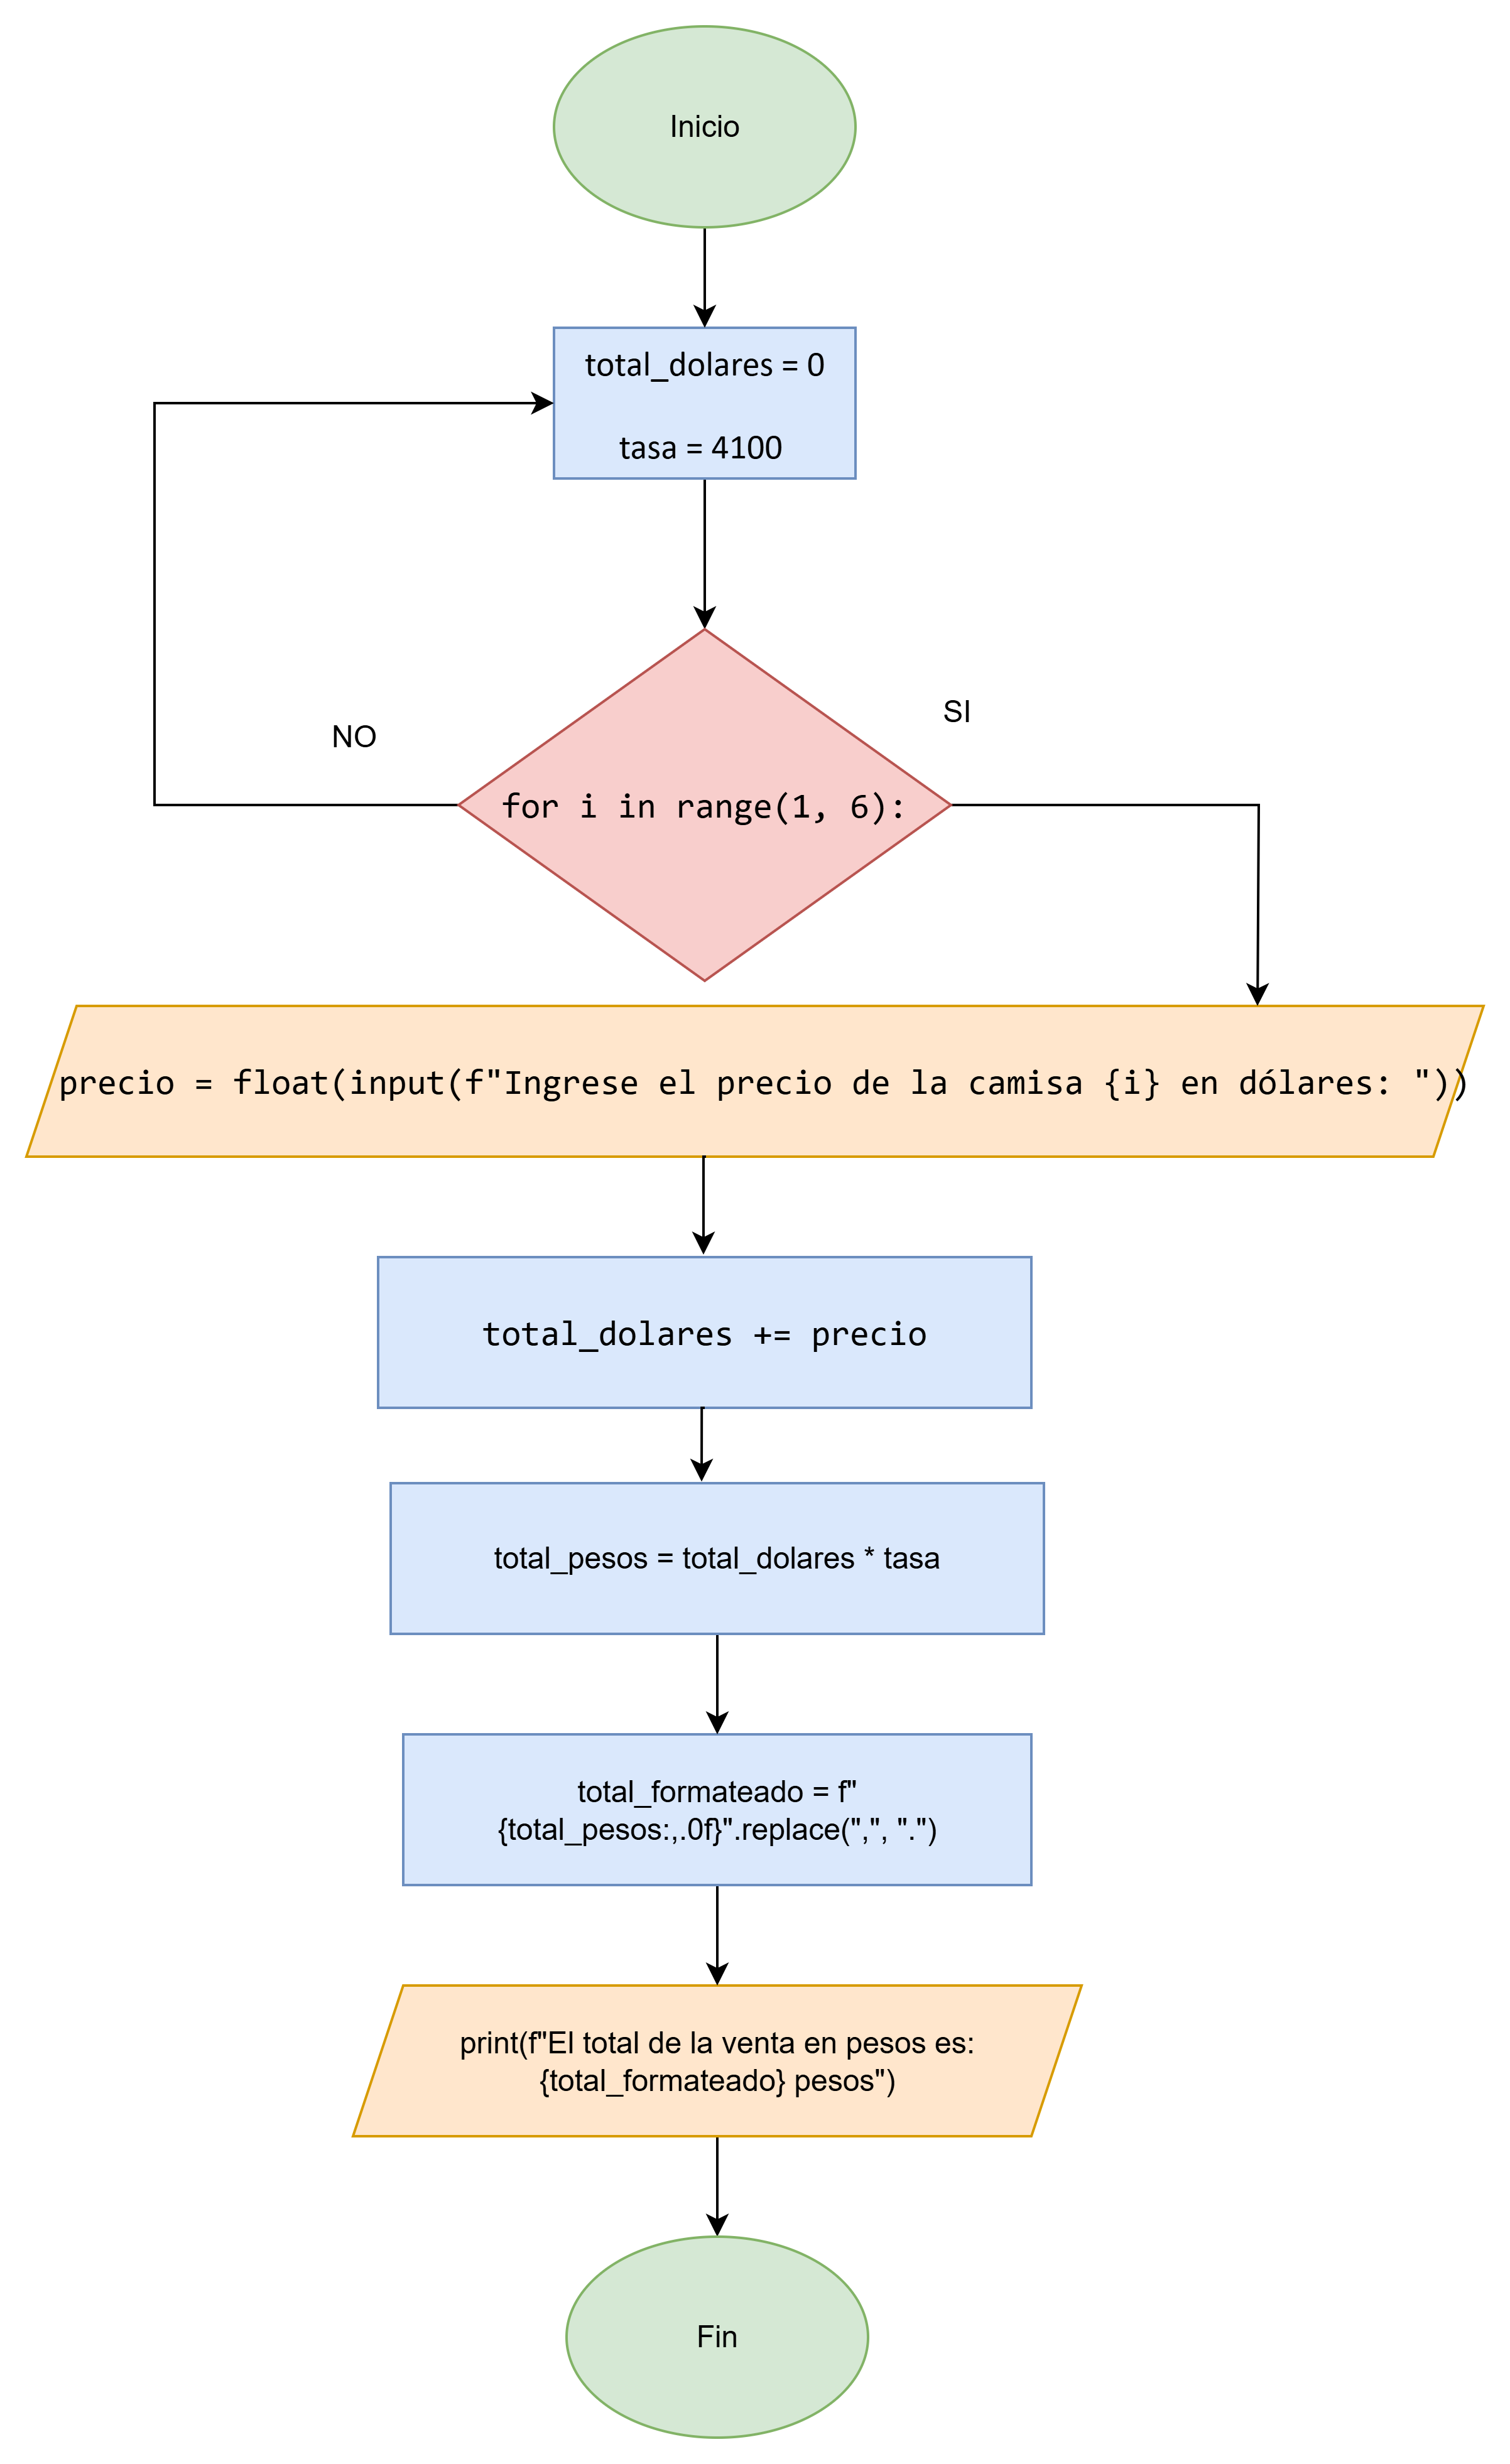 Inicio
total_dolares = 0
tasa = 4100
NO
SI
for i in range(1, 6):
precio = float(input(f"Ingrese el precio de la camisa {i} en dólares: "))
total_dolares += precio
total_pesos = total_dolares * tasa
total_formateado = f"
{total_pesos:,.0f}".replace(",", ".")
print(f"El total de la venta en pesos es:
{total_formateado} pesos")
Fin